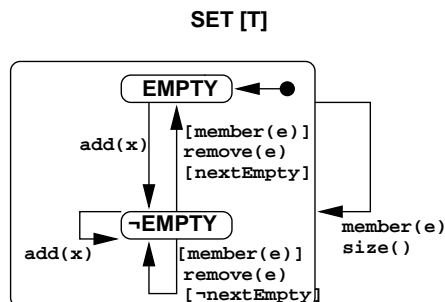 SET [T]
EMPTY
add(x)
[member(e)]
remove(e)
[nextEmpty]
¬EMPTY
add(x)
[member(e)]
remove(e)
[¬nextEmpty]
member(e)
size()